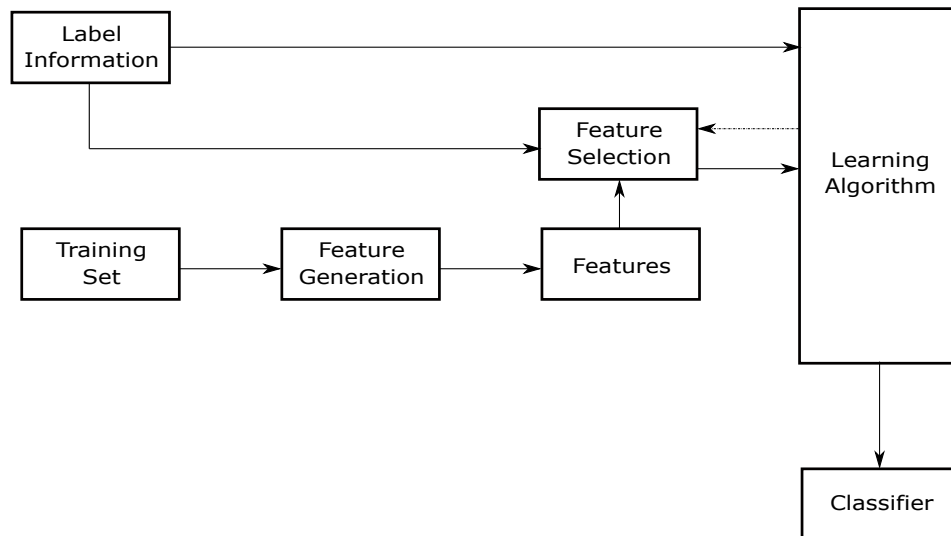 Label
Information
Feature
Selection
Learning
Algorithm
Training
Set
Feature
Generation
Features
Classifier